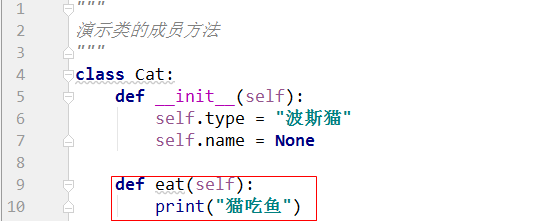 1 """
2 演示类的成员方法
3 """
4 class Cat:
5     def __init__(self):
6         self.type = "波斯猫"
7         self.name = None
8
9     def eat(self):
10         print("猫吃鱼")